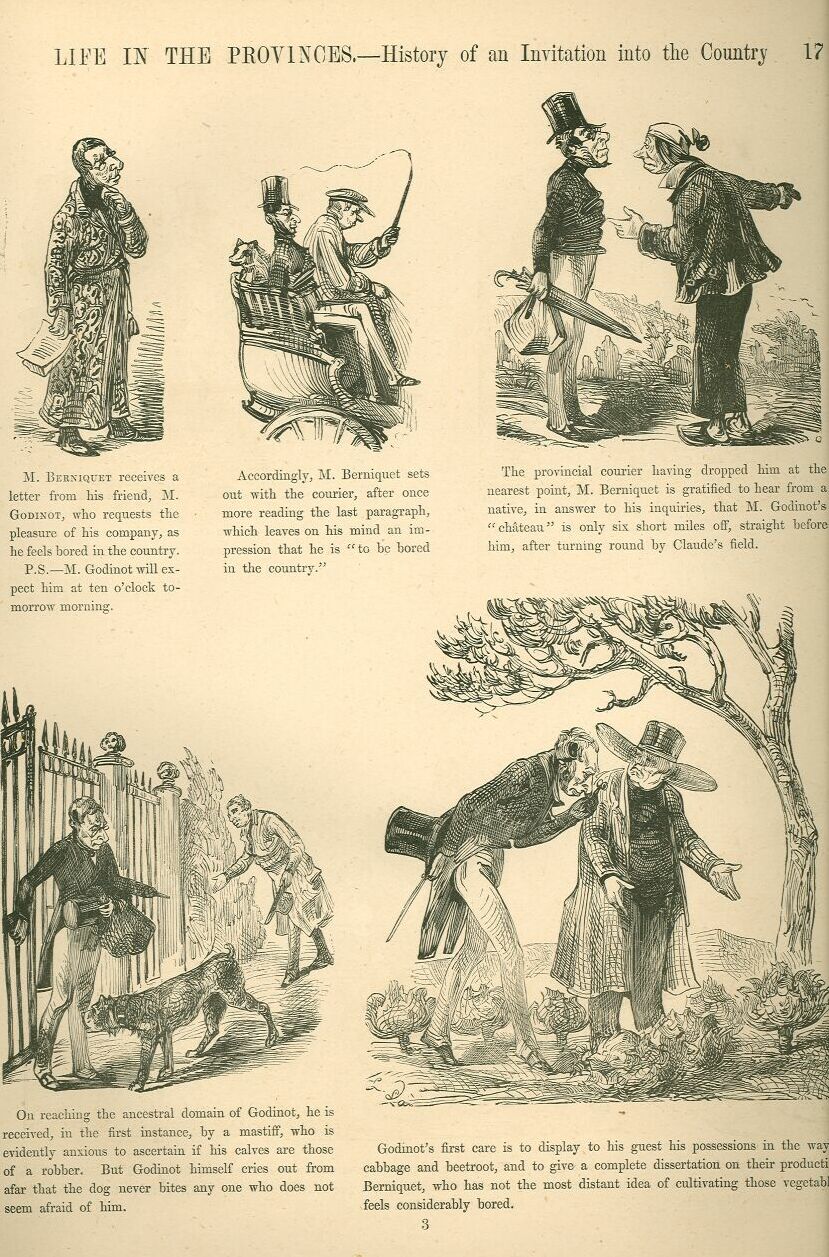 LIFE IN THE PROVINCES.—History of an Invitation into the Country 17
M. BERNIQUET receives a
letter from his friend, M.
GODINOT, who requests the
pleasure of his company, as
he feels bored in the country.
P.S.—M. Godinot will ex-
pect him at ten o'clock to-
morrow morning.
Accordingly, M. Berniquet sets
out with the courier, after once
more reading the last paragraph,
which leaves on his mind an im-
pression that he is "to be bored
in the country."
The provincial courier having dropped him at the
nearest point, M. Berniquet is gratified to hear from a
native, in answer to his inquiries, that M. Godinot's
"château" is only six short miles off, straight before
him, after turning round by Claude's field.
On reaching the ancestral domain of Godinot, he is
received, in the first instance, by a mastiff, who is
evidently anxious to ascertain if his calves are those
of a robber. But Godinot himself cries out from
afar that the dog never bites any one who does not
seem afraid of him.
Godinot's first care is to display to his guest his possessions in the way
cabbage and beetroot, and to give a complete dissertation on their producti
Berniquet, who has not the most distant idea of cultivating those vegetabl
feels considerably bored.
3